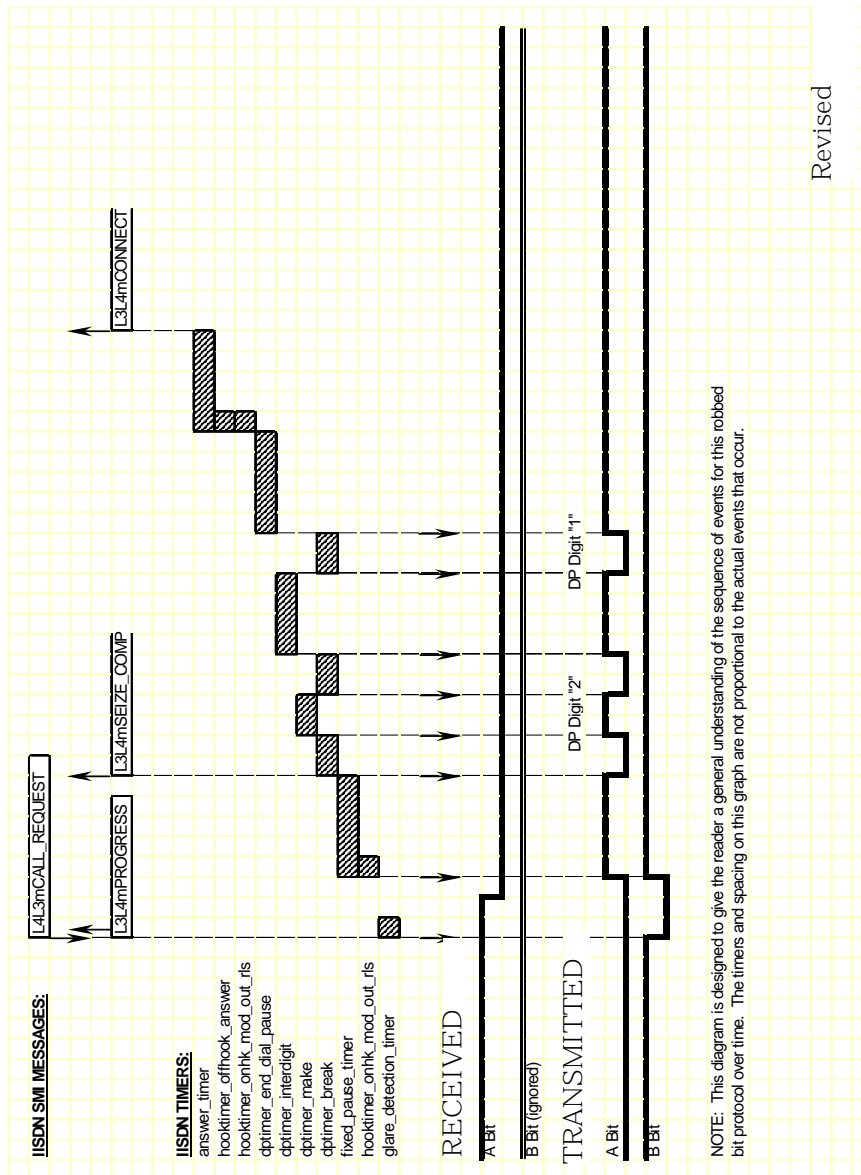 IISDN SMI MESSAGES:
L4L3mCALL_REQUEST
L3L4mPROGRESS
L3L4mSEIZE_COMP
L3L4mCONNECT
IISDN TIMERS:
answer_timer
hooktimer_offhook_answer
hooktimer_onhk_mod_out_rls
dptimer_end_dial_pause
dptimer_interdigit
dptimer_make
dptimer_break
fixed_pause_timer
hooktimer_onhk_mod_out_rls
glare_detection_timer
RECEIVED
A Bit
B Bit (ignored)
TRANSMITTED
DP Digit "2"
DP Digit "1"
A Bit
B Bit
NOTE: This diagram is designed to give the reader a general understanding of the sequence of events for this robbed
bit protocol over time. The timers and spacing on this graph are not proportional to the actual events that occur.
Revised